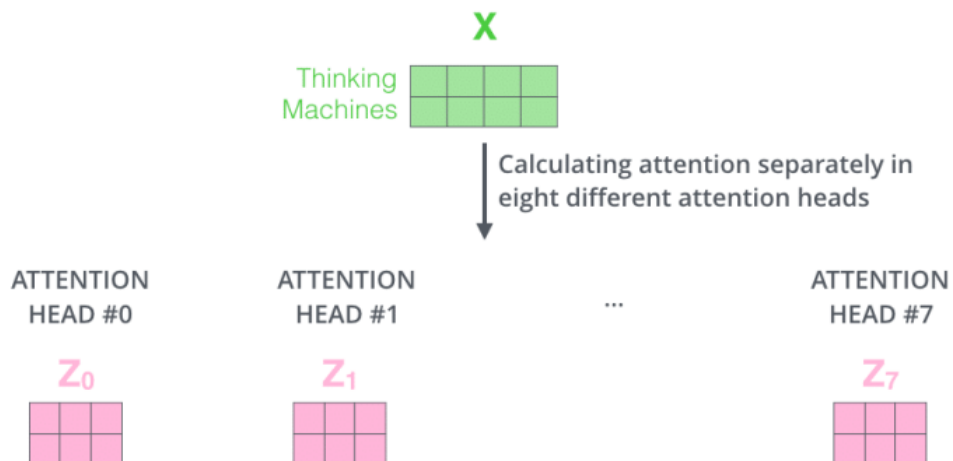 X
Thinking
Machines
Calculating attention separately in
eight different attention heads
ATTENTION
HEAD #0
ATTENTION
HEAD #1
...
ATTENTION
HEAD #7
Z0
Z1
Z7